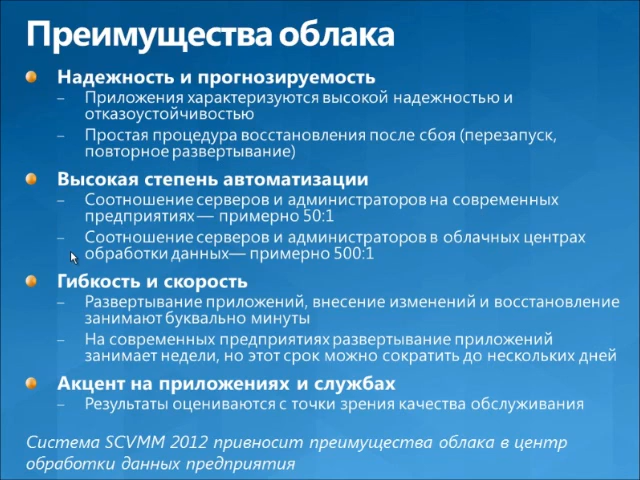 Преимущества облака
Надежность и прогнозируемость
– Приложения характеризуются высокой надежностью и
отказоустойчивостью
– Простая процедура восстановления после сбоя (перезапуск,
повторное развертывание)
Высокая степень автоматизации
– Соотношение серверов и администраторов на современных
предприятиях — примерно 50:1
– Соотношение серверов и администраторов в облачных центрах
обработки данных— примерно 500:1
Гибкость и скорость
– Развертывание приложений, внесение изменений и восстановление
занимают буквально минуты
– На современных предприятиях развертывание приложений
занимает недели, но этот срок можно сократить до нескольких дней
Акцент на приложениях и службах
– Результаты оцениваются с точки зрения качества обслуживания
Система SCVMM 2012 привносит преимущества облака в центр
обработки данных предприятия